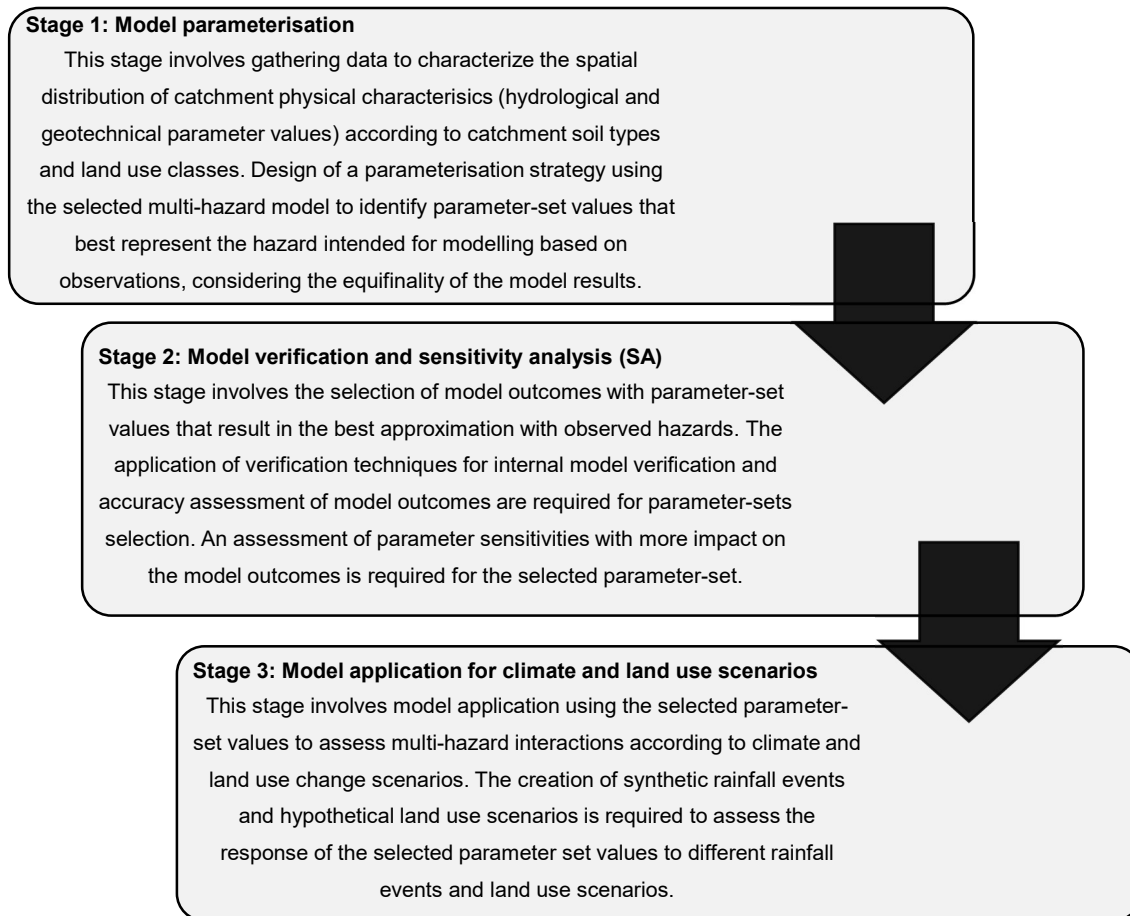 Stage 1: Model parameterisation
This stage involves gathering data to characterize the spatial
distribution of catchment physical characterisics (hydrological and
geotechnical parameter values) according to catchment soil types
and land use classes. Design of a parameterisation strategy using
the selected multi-hazard model to identify parameter-set values that
best represent the hazard intended for modelling based on
observations, considering the equifinality of the model results.
Stage 2: Model verification and sensitivity analysis (SA)
This stage involves the selection of model outcomes with parameter-set
values that result in the best approximation with observed hazards. The
application of verification techniques for internal model verification and
accuracy assessment of model outcomes are required for parameter-sets
selection. An assessment of parameter sensitivities with more impact on
the model outcomes is required for the selected parameter-set.
Stage 3: Model application for climate and land use scenarios
This stage involves model application using the selected parameter-
set values to assess multi-hazard interactions according to climate and
land use change scenarios. The creation of synthetic rainfall events
and hypothetical land use scenarios is required to assess the
response of the selected parameter set values to different rainfall
events and land use scenarios.